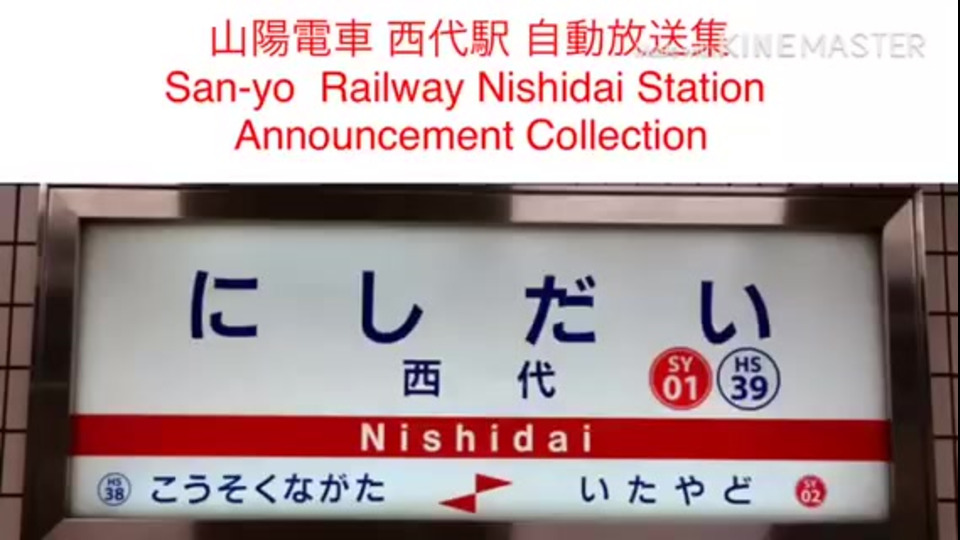 山陽電車 西代駅 自動放送集
KINEMASTER
San-yo Railway Nishidai Station
Announcement Collection
にしだい
西代
SY 01
HS 39
Nishidai
HS 38 こうそくながた
いたやど SY 02